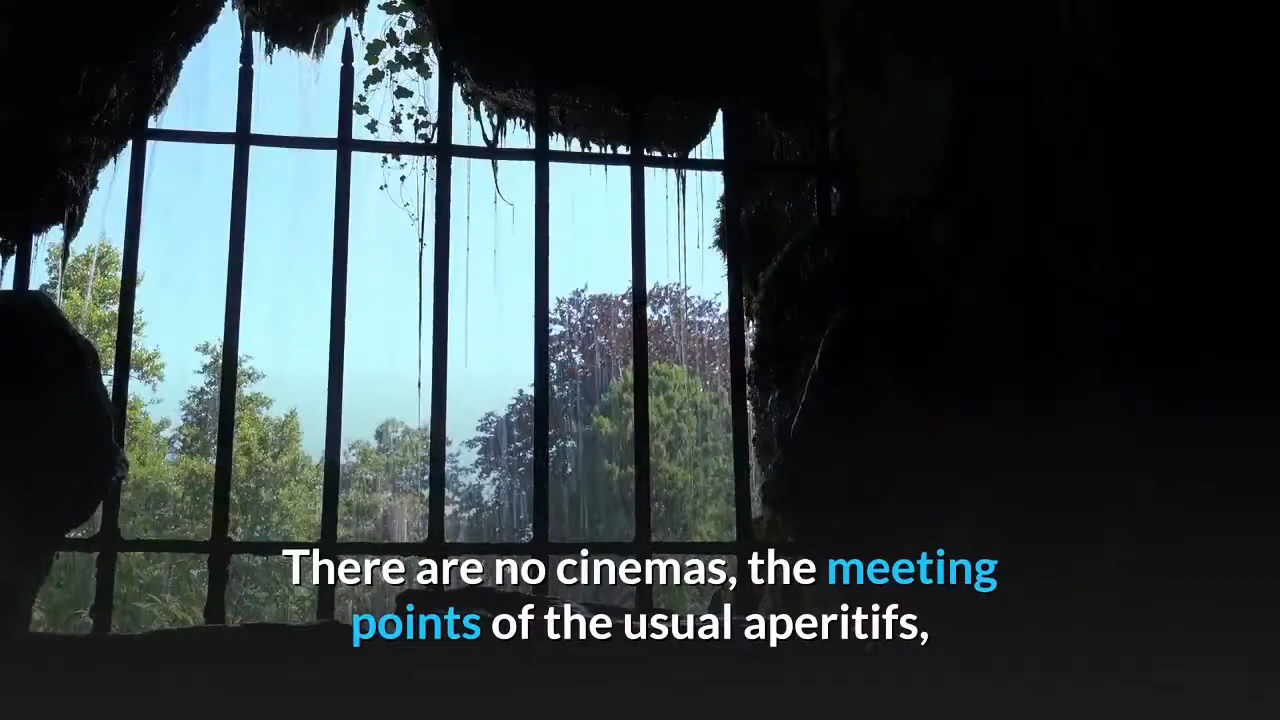 There are no cinemas, the meeting
points of the usual aperitifs,